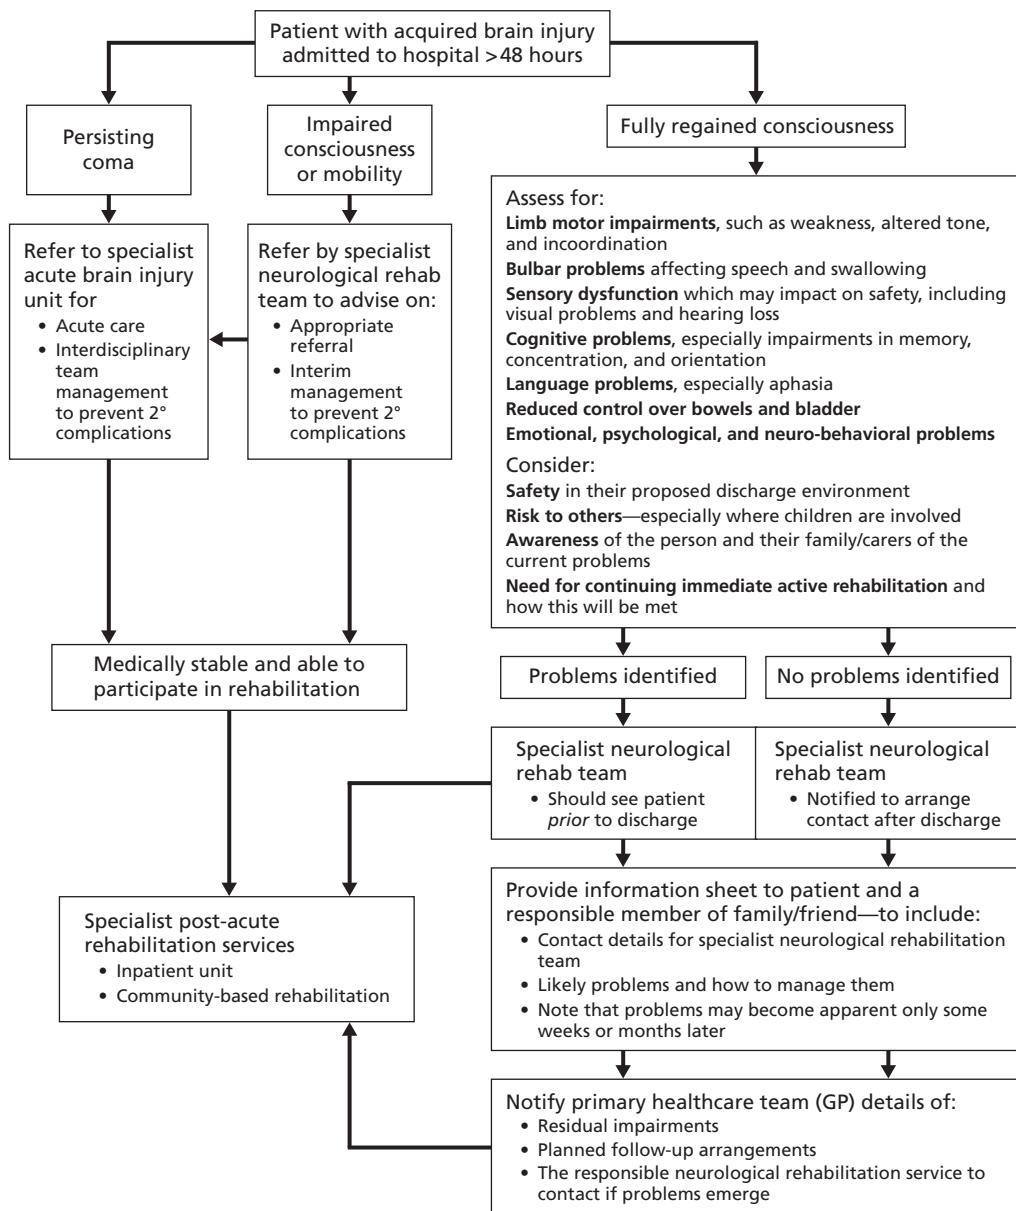 Patient with acquired brain injury
admitted to hospital >48 hours
Persisting
coma
Impaired
consciousness
or mobility
Fully regained consciousness
Refer to specialist
acute brain injury
unit for
• Acute care
• Interdisciplinary
team
management
to prevent 2°
complications
Refer by specialist
neurological rehab
team to advise on:
• Appropriate
referral
• Interim
management
to prevent 2°
complications
Assess for:
Limb motor impairments, such as weakness, altered tone,
and incoordination
Bulbar problems affecting speech and swallowing
Sensory dysfunction which may impact on safety, including
visual problems and hearing loss
Cognitive problems, especially impairments in memory,
concentration, and orientation
Language problems, especially aphasia
Reduced control over bowels and bladder
Emotional, psychological, and neuro-behavioral problems
Consider:
Safety in their proposed discharge environment
Risk to others—especially where children are involved
Awareness of the person and their family/carers of the
current problems
Need for continuing immediate active rehabilitation and
how this will be met
Medically stable and able to
participate in rehabilitation
Problems identified
No problems identified
Specialist neurological
rehab team
• Should see patient
prior to discharge
Specialist neurological
rehab team
• Notified to arrange
contact after discharge
Specialist post-acute
rehabilitation services
• Inpatient unit
• Community-based rehabilitation
Provide information sheet to patient and a
responsible member of family/friend—to include:
• Contact details for specialist neurological rehabilitation
team
• Likely problems and how to manage them
• Note that problems may become apparent only some
weeks or months later
Notify primary healthcare team (GP) details of:
• Residual impairments
• Planned follow-up arrangements
• The responsible neurological rehabilitation service to
contact if problems emerge